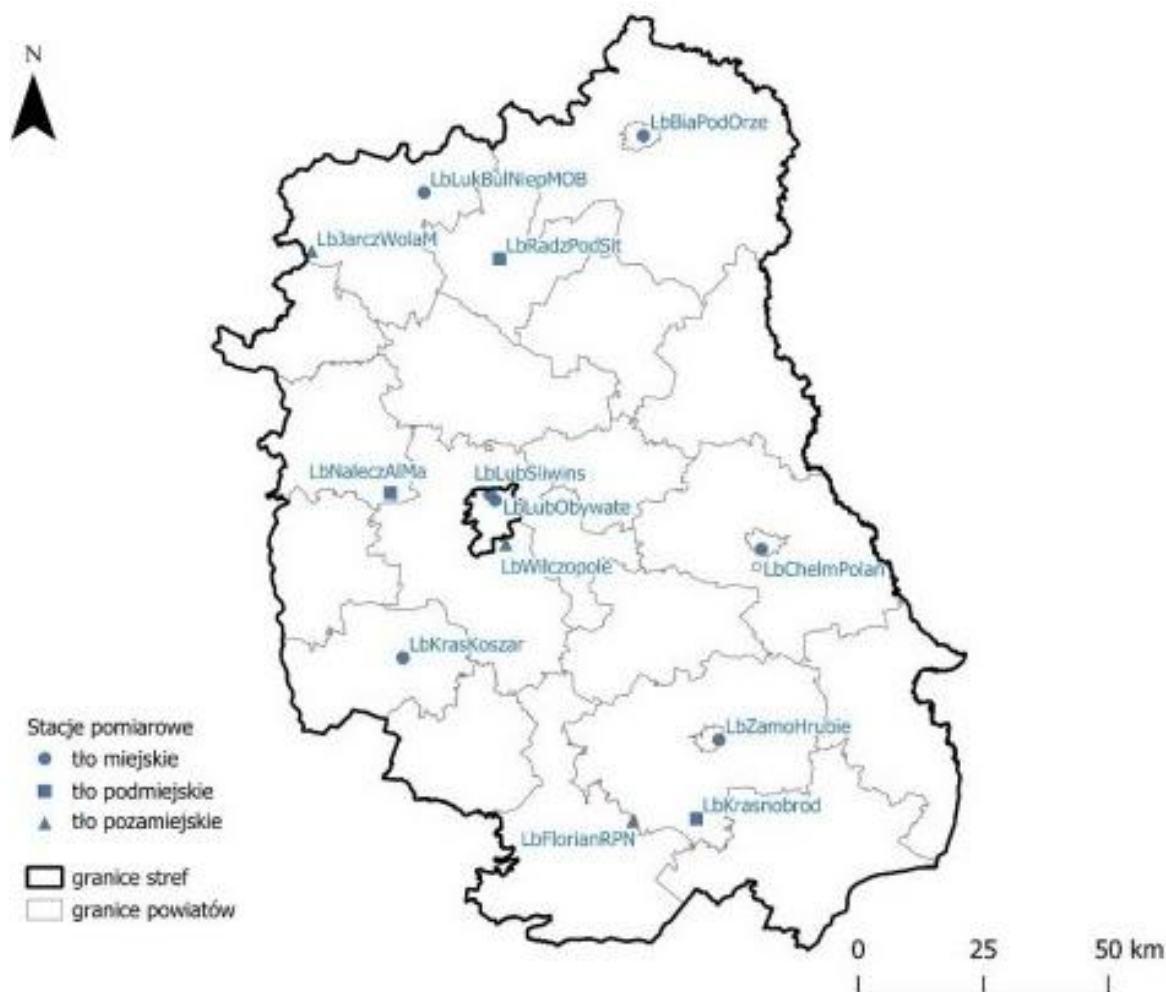 N
LbBiaPodOrze
LbLukBulNiepMOB
LbJarczWolaM
LbRadzPodSit
LbNaleczAlMa
LbLubSliwins
LbLubObywate
LbWilczopole
LbChelmPolan
LbKrasKoszar
LbZamoHrubie
LbKrasnobrod
LbFlorianRPN
Stacje pomiarowe
tło miejskie
tło podmiejskie
tło pozamiejskie
granice stref
granice powiatów
0 25 50 km